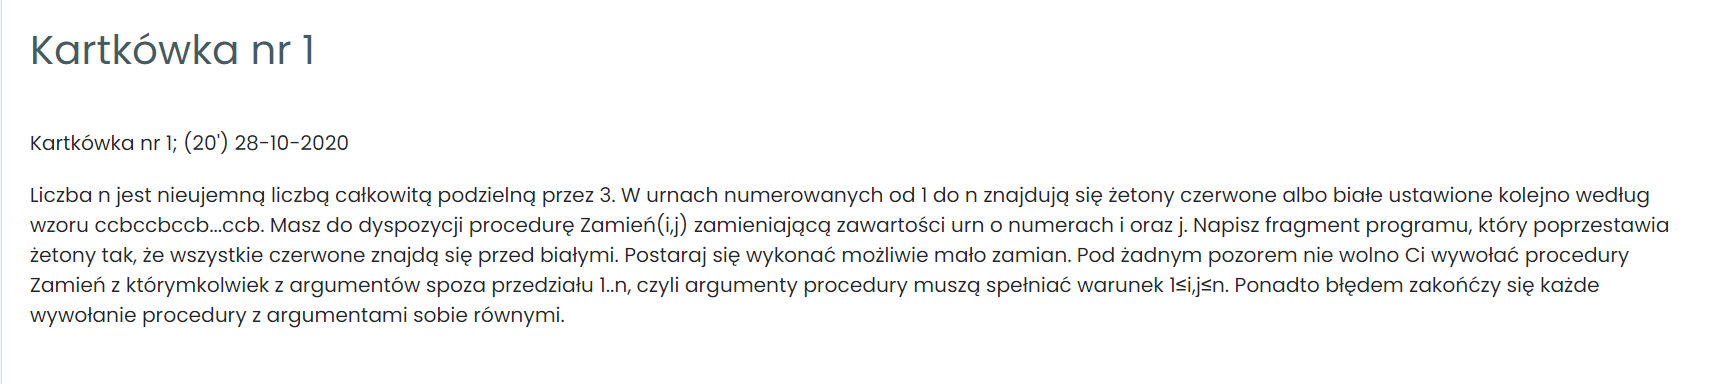 Kartkówka nr 1
Kartkówka nr 1; (20') 28-10-2020
Liczba n jest nieujemną liczbą całkowitą podzielną przez 3. W urnach numerowanych od 1 do n znajdują się żetony czerwone albo białe ustawione kolejno według
wzoru ccbccbccb...ccb. Masz do dyspozycji procedurę Zamień(i,j) zamieniającą zawartości urn o numerach i oraz j. Napisz fragment programu, który poprzestawia
żetony tak, że wszystkie czerwone znajdą się przed białymi. Postaraj się wykonać możliwie mało zamian. Pod żadnym pozorem nie wolno Ci wywołać procedury
Zamień z którymkolwiek z argumentów spoza przedziału 1..n, czyli argumenty procedury muszą spełniać warunek 1≤i,j≤n. Ponadto błędem zakońćzy się każde
wywołanie procedury z argumentami sobie równymi.